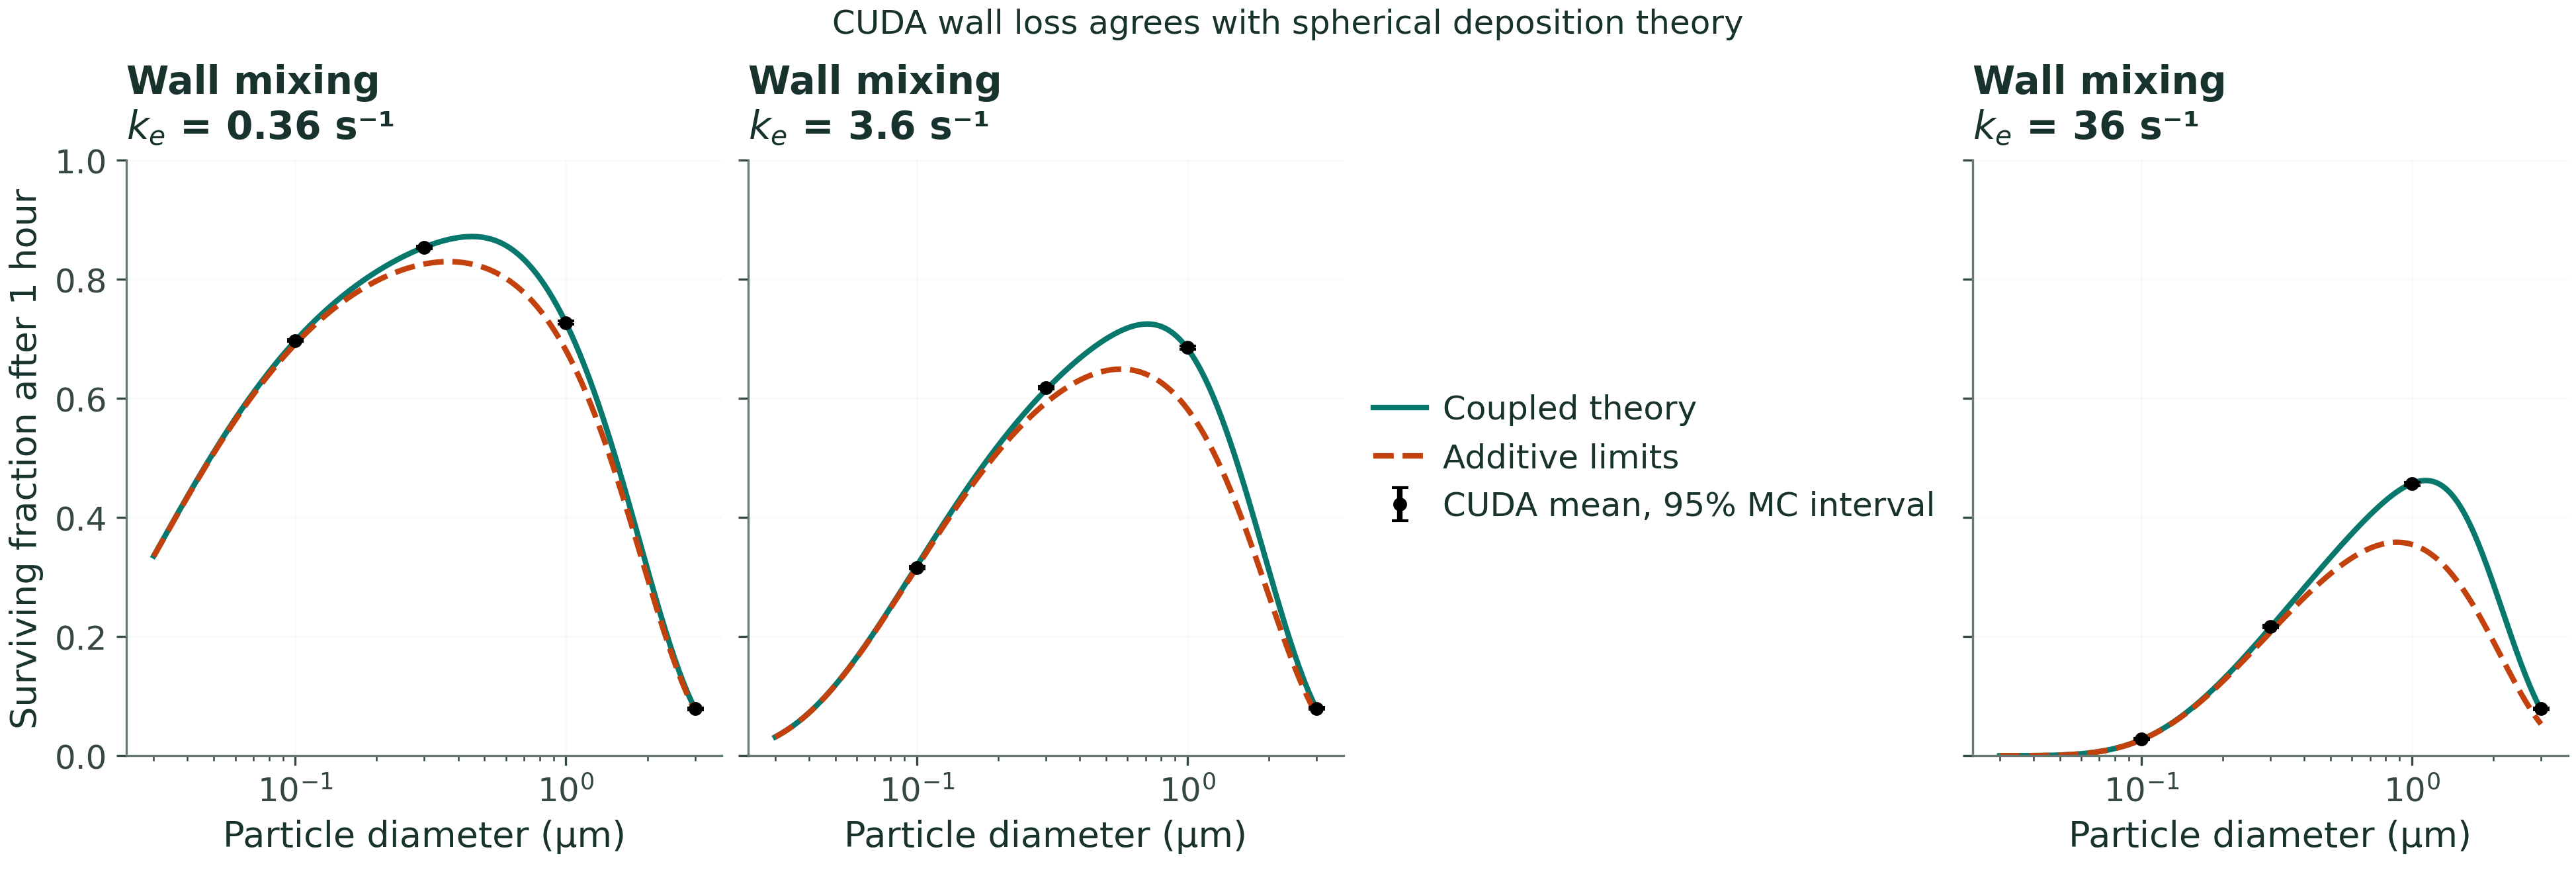 CUDA wall loss agrees with spherical deposition theory
Wall mixing
kₑ = 0.36 s⁻¹
Wall mixing
kₑ = 3.6 s⁻¹
Wall mixing
kₑ = 36 s⁻¹
Surviving fraction after 1 hour
1.0
0.8
0.6
0.4
0.2
0.0
10⁻¹ 10⁰
Particle diameter (µm)
10⁻¹ 10⁰
Particle diameter (µm)
Coupled theory
Additive limits
CUDA mean, 95% MC interval
10⁻¹ 10⁰
Particle diameter (µm)